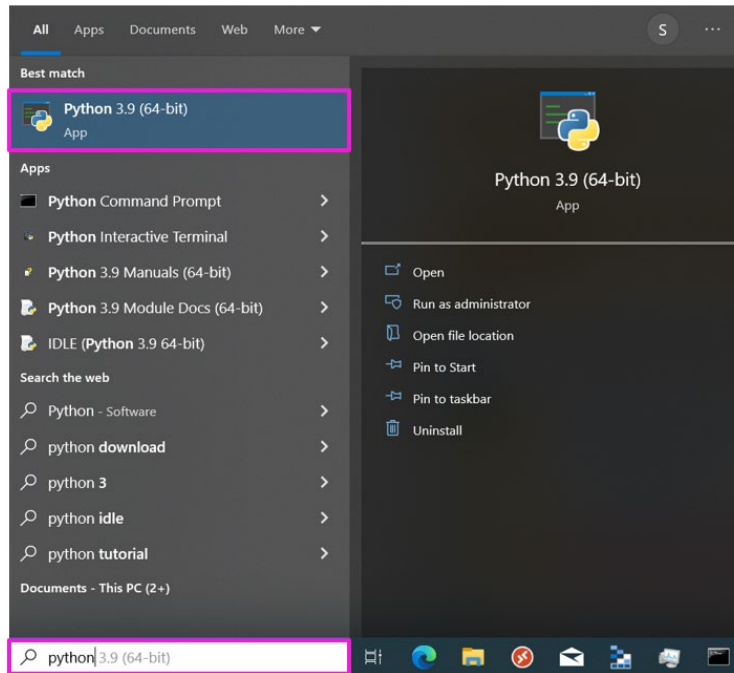 All Apps Documents Web More S ...
Best match
Python 3.9 (64-bit)
App
Apps
Python Command Prompt
Python Interactive Terminal
Python 3.9 Manuals (64-bit)
Python 3.9 Module Docs (64-bit)
IDLE (Python 3.9 64-bit)
Search the web
Python - Software
python download
python 3
python idle
python tutorial
Documents - This PC (2+)
python 3.9 (64-bit)
Python 3.9 (64-bit)
App
Open
Run as administrator
Open file location
Pin to Start
Pin to taskbar
Uninstall